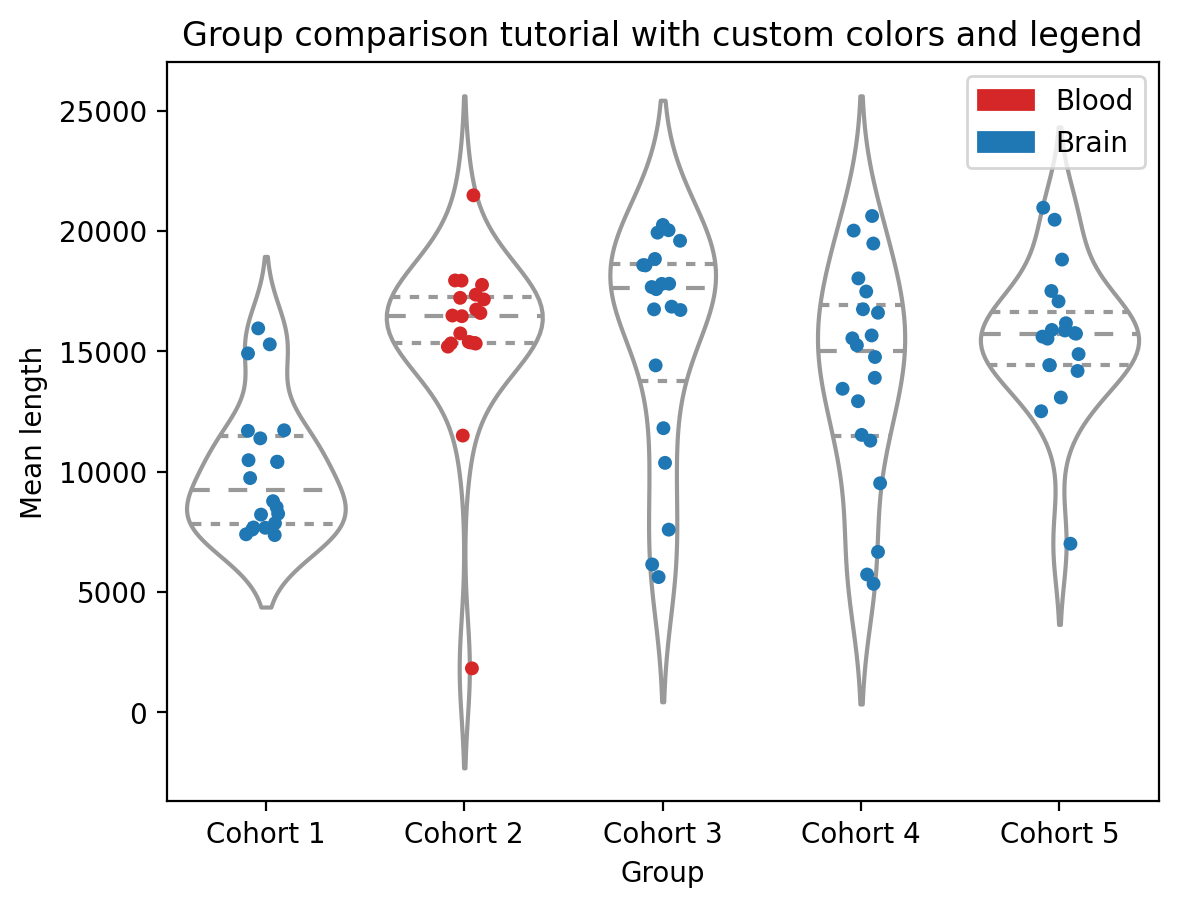 Group comparison tutorial with custom colors and legend
Blood
Brain
25000
20000
15000
10000
5000
0
Mean length
Cohort 1
Cohort 2
Cohort 3
Cohort 4
Cohort 5
Group